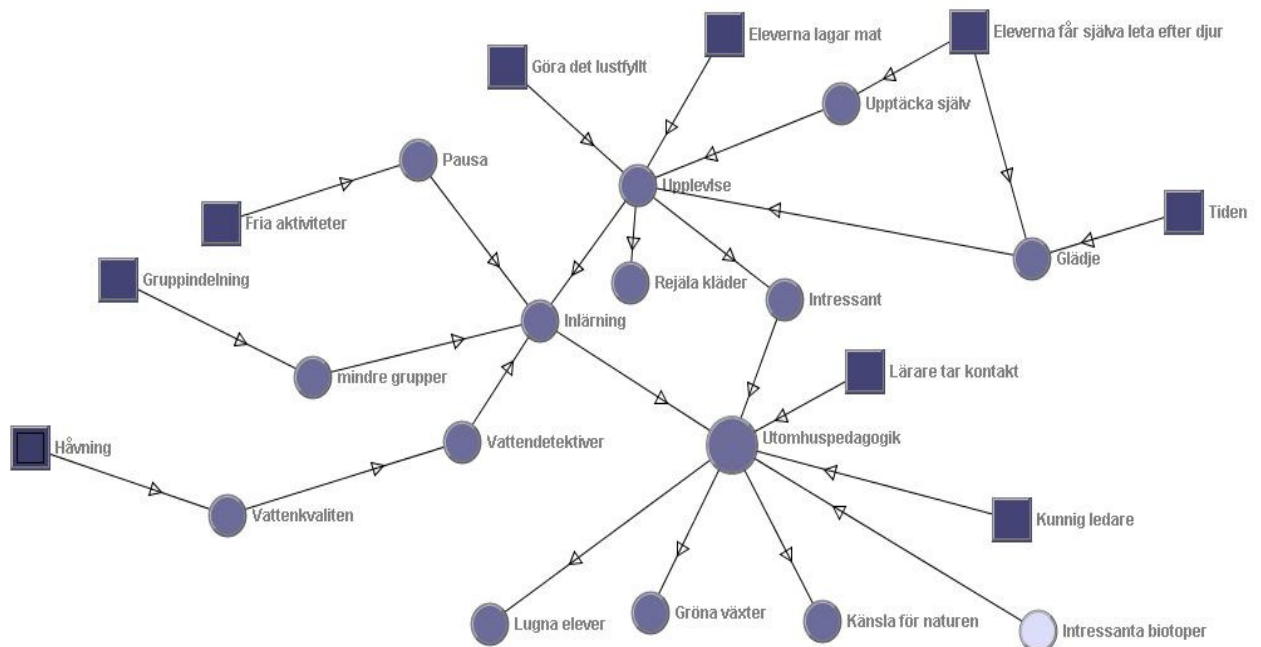 Eleverna lagar mat
Eleverna får själva leta efter djur
Göra det lustfyllt
Upptäcka själv
Pausa
Upplevlse
Fria aktiviteter
Tiden
Glädje
Gruppindelning
Rejäla kläder
Intressant
Inlärning
Lärare tar kontakt
mindre grupper
Utomhuspedagogik
Vattendetektiver
Håvning
Vattenkvaliten
Kunnig ledare
Gröna växter
Känsla för naturen
Lugna elever
Intressanta biotoper